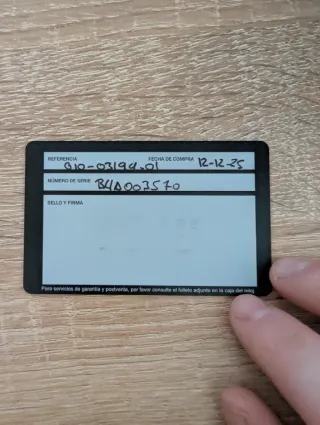 REFERENCIA FECHA DE COMPRA 12-12-25
010-03194-01
NÚMERO DE SERIE B4D003570
SELLO Y FIRMA
Para servicios de garantía y postventa, por favor consulte el folleto adjunto en la caja del reloj